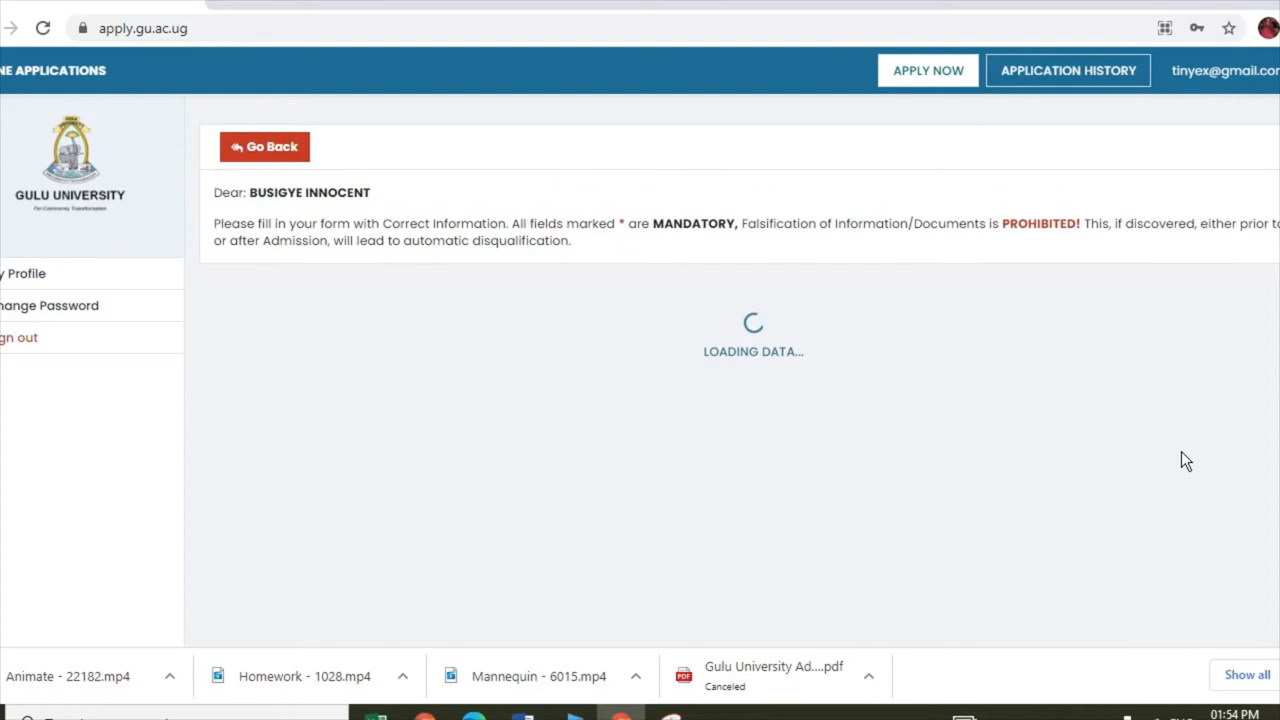 apply.gu.ac.ug
NE APPLICATIONS
APPLY NOW
APPLICATION HISTORY
tinyex@gmail.com
GULU UNIVERSITY
For Community Transformation
y Profile
hange Password
gn out
Go Back
Dear: BUSIGYE INNOCENT
Please fill in your form with Correct Information. All fields marked * are MANDATORY, Falsification of Information/Documents is PROHIBITED! This, if discovered, either prior to
or after Admission, will lead to automatic disqualification.
LOADING DATA...
Animate - 22182.mp4
Homework - 1028.mp4
Mannequin - 6015.mp4
PDF
Gulu University Ad....pdf
Canceled
Show all
01:54 PM